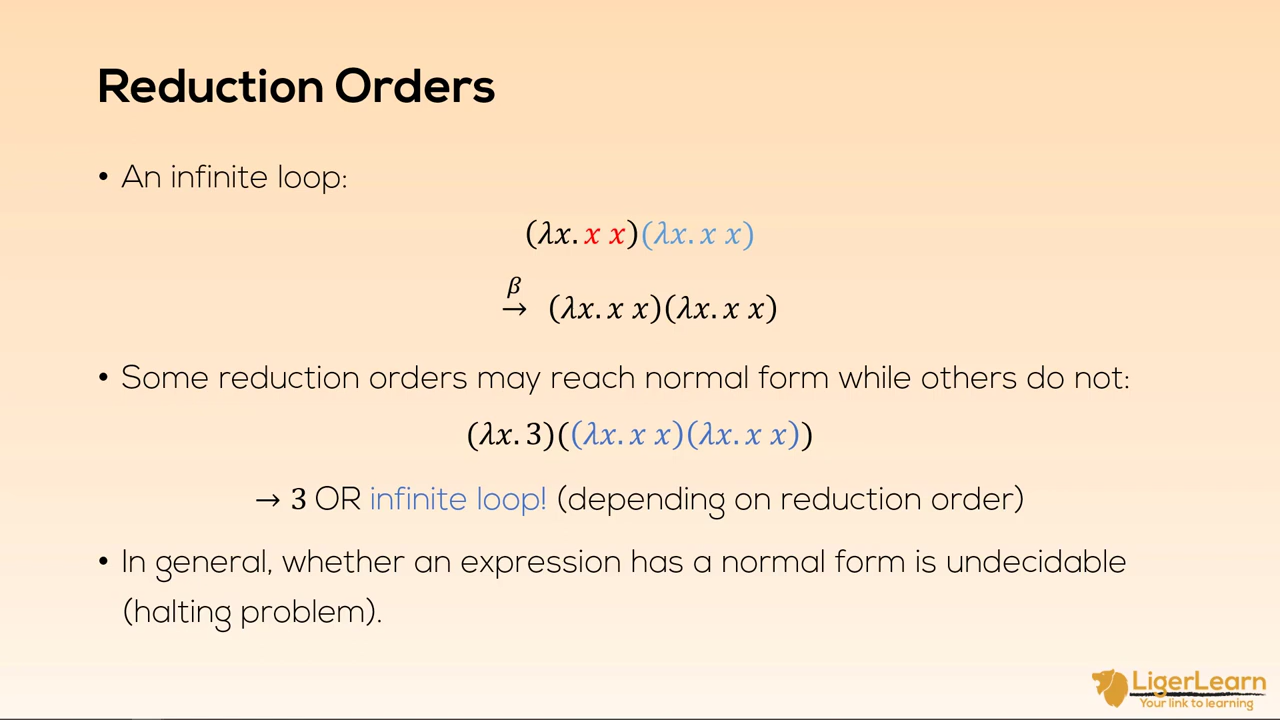 Reduction Orders
• An infinite loop:
(λx. x x)(λx. x x)
β
→ (λx. x x)(λx. x x)
• Some reduction orders may reach normal form while others do not:
(λx. 3)((λx. x x)(λx. x x))
→ 3 OR infinite loop! (depending on reduction order)
• In general, whether an expression has a normal form is undecidable
(halting problem).
LigerLearn
Your link to learning